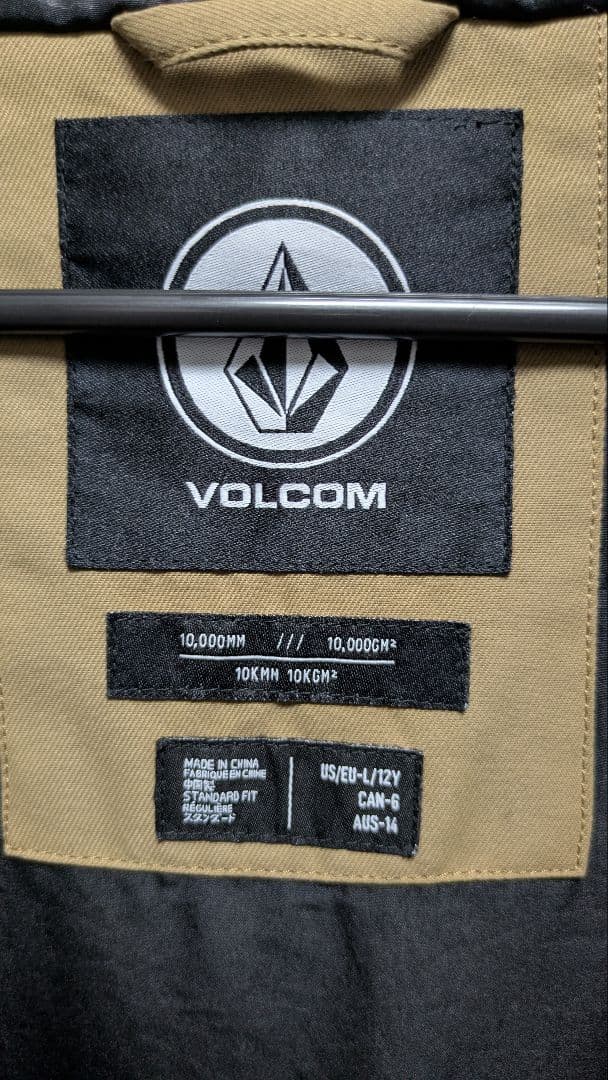 VOLCOM
10,000MM /// 10,000GM²
10KMM 10KGM²
MADE IN CHINA
FABRIQUE EN CHINE
中国製
STANDARD FIT
RÉGULIÈRE
スタンダード
US/EU-L/12Y
CAN-6
AUS-14